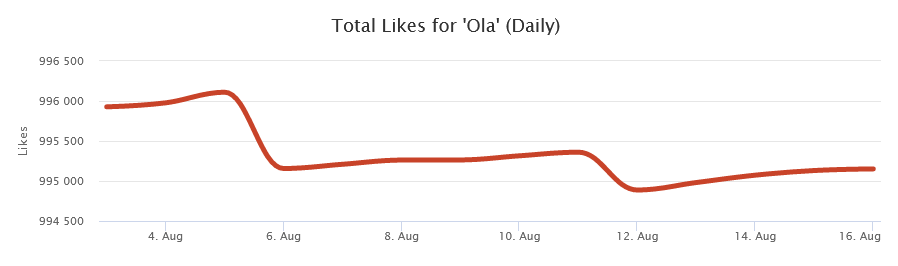 Total Likes for 'Ola' (Daily)
996 500
996 000
995 500
995 000
994 500
Likes
4. Aug
6. Aug
8. Aug
10. Aug
12. Aug
14. Aug
16. Aug